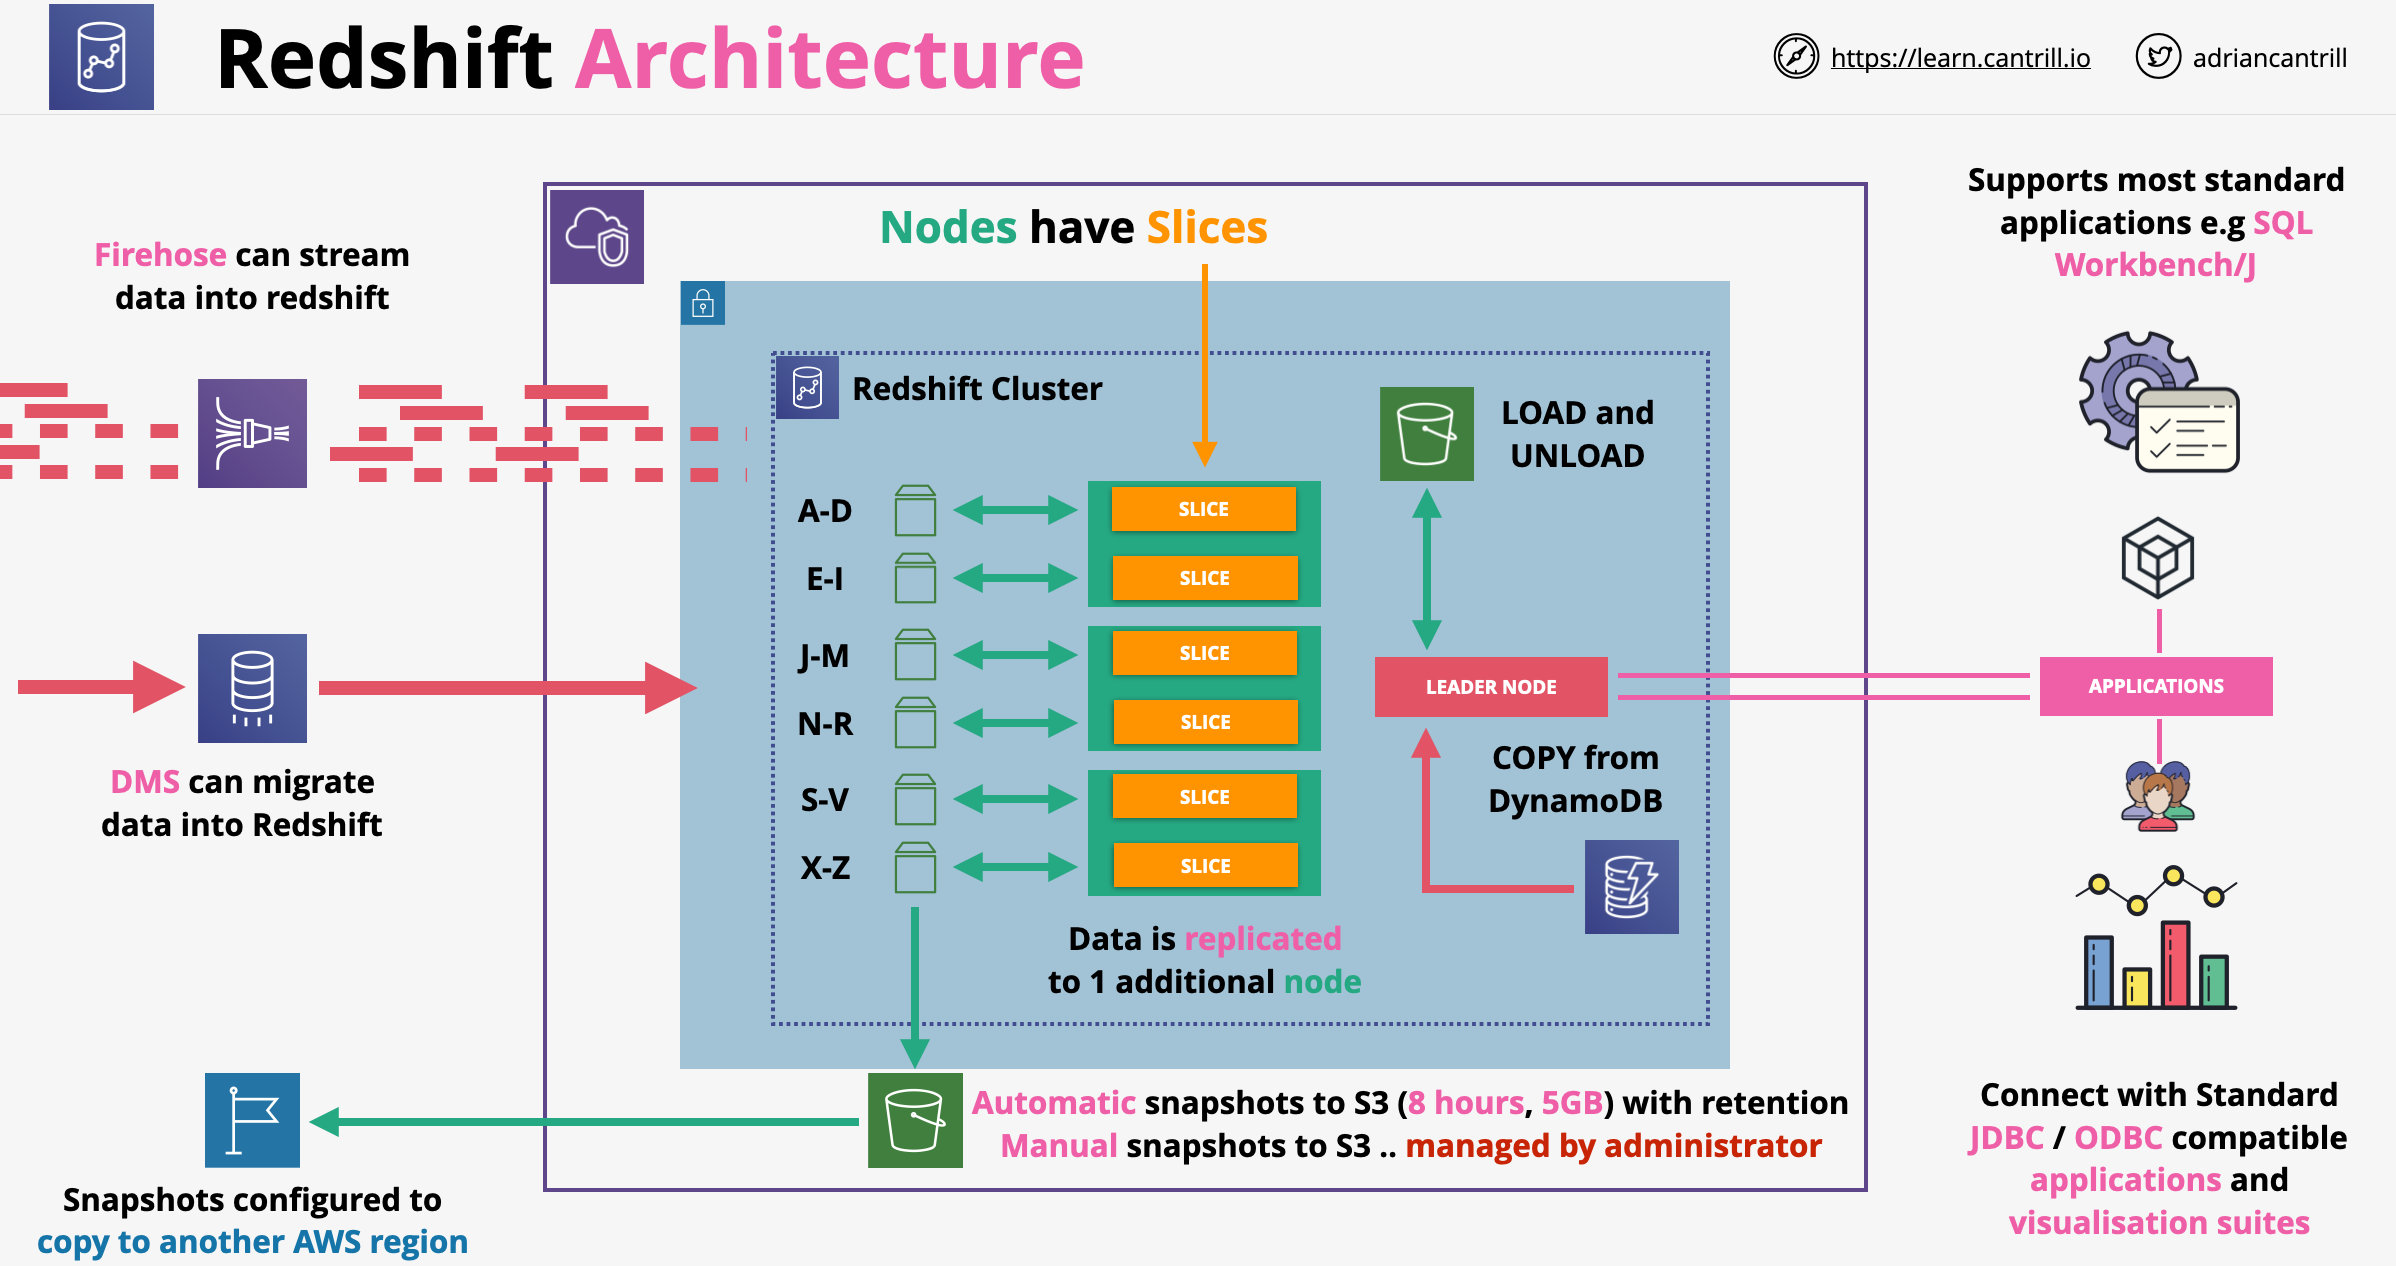 Redshift Architecture
https://learn.cantrill.io
adriancantrill
Firehose can stream
data into redshift
DMS can migrate
data into Redshift
Snapshots configured to
copy to another AWS region
Nodes have Slices
Redshift Cluster
A-D
SLICE
E-I
SLICE
J-M
SLICE
N-R
SLICE
S-V
SLICE
X-Z
SLICE
Data is replicated
to 1 additional node
LOAD and
UNLOAD
LEADER NODE
COPY from
DynamoDB
Automatic snapshots to S3 (8 hours, 5GB) with retention
Manual snapshots to S3 .. managed by administrator
Supports most standard
applications e.g SQL
Workbench/J
APPLICATIONS
Connect with Standard
JDBC / ODBC compatible
applications and
visualisation suites